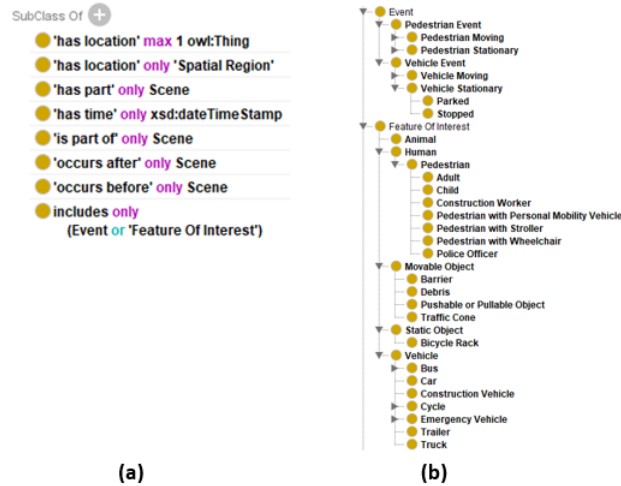 SubClass Of
'has location' max 1 owl:Thing
'has location' only 'Spatial Region'
'has part' only Scene
'has time' only xsd:dateTimeStamp
'is part of' only Scene
'occurs after' only Scene
'occurs before' only Scene
includes only
(Event or 'Feature Of Interest')
(a)
Event
Pedestrian Event
Pedestrian Moving
Pedestrian Stationary
Vehicle Event
Vehicle Moving
Vehicle Stationary
Parked
Stopped
Feature Of Interest
Animal
Human
Pedestrian
Adult
Child
Construction Worker
Pedestrian with Personal Mobility Vehicle
Pedestrian with Stroller
Pedestrian with Wheelchair
Police Officer
Movable Object
Barrier
Debris
Pushable or Pullable Object
Traffic Cone
Static Object
Bicycle Rack
Vehicle
Bus
Car
Construction Vehicle
Cycle
Emergency Vehicle
Trailer
Truck
(b)